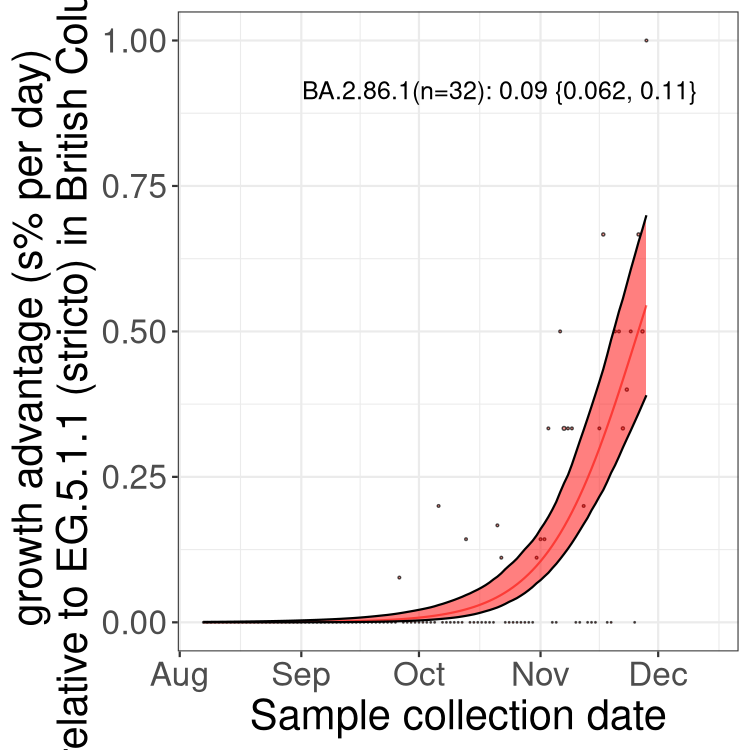 growth advantage (s% per day)
relative to EG.5.1.1 (stricto) in British Colu
1.00
BA.2.86.1(n=32): 0.09 {0.062, 0.11}
0.75
0.50
0.25
0.00
Aug Sep Oct Nov Dec
Sample collection date